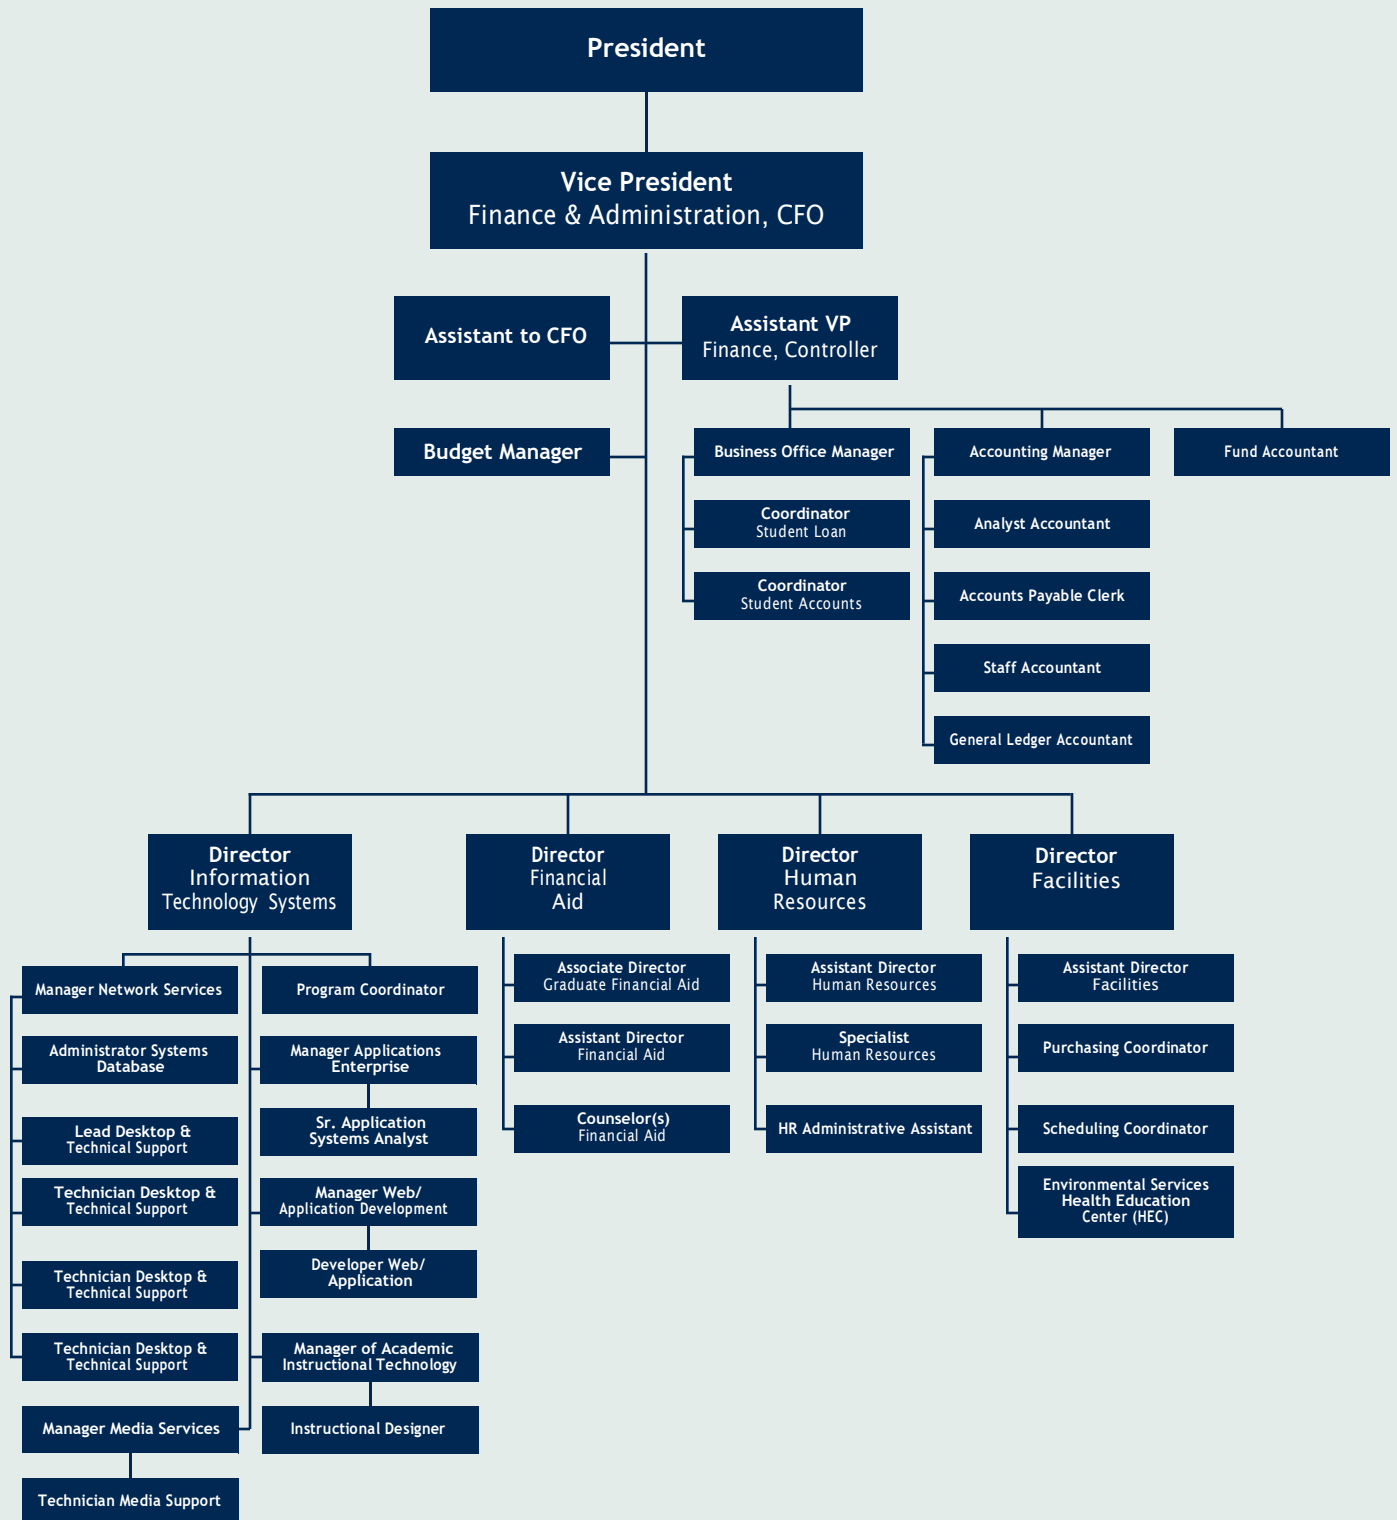 President
Vice President
Finance & Administration, CFO
Assistant to CFO
Assistant VP
Finance, Controller
Budget Manager
Business Office Manager
Accounting Manager
Fund Accountant
Coordinator
Student Loan
Analyst Accountant
Coordinator
Student Accounts
Accounts Payable Clerk
Staff Accountant
General Ledger Accountant
Director
Information
Technology Systems
Director
Financial
Aid
Director
Human
Resources
Director
Facilities
Manager Network Services
Program Coordinator
Administrator Systems
Database
Manager Applications
Enterprise
Lead Desktop &
Technical Support
Sr. Application
Systems Analyst
Technician Desktop &
Technical Support
Manager Web/
Application Development
Technician Desktop &
Technical Support
Developer Web/
Application
Technician Desktop &
Technical Support
Manager of Academic
Instructional Technology
Manager Media Services
Instructional Designer
Technician Media Support
Associate Director
Graduate Financial Aid
Assistant Director
Financial Aid
Counselor(s)
Financial Aid
Assistant Director
Human Resources
Specialist
Human Resources
HR Administrative Assistant
Assistant Director
Facilities
Purchasing Coordinator
Scheduling Coordinator
Environmental Services
Health Education
Center (HEC)